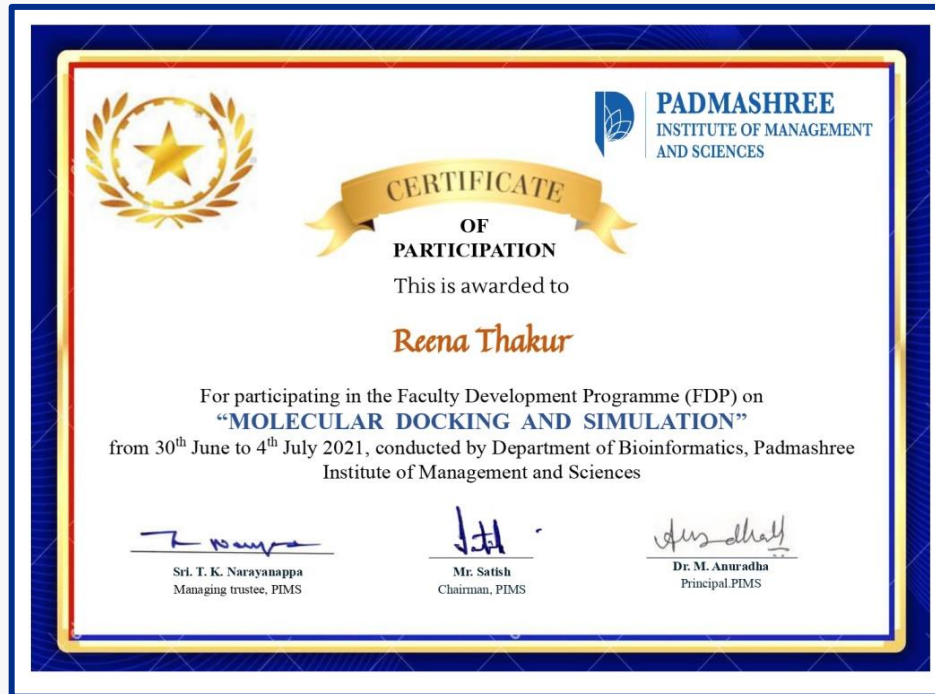 PADMASHREE
INSTITUTE OF MANAGEMENT
AND SCIENCES
CERTIFICATE
OF
PARTICIPATION
This is awarded to
Reena Thakur
For participating in the Faculty Development Programme (FDP) on
“MOLECULAR DOCKING AND SIMULATION”
from 30th June to 4th July 2021, conducted by Department of Bioinformatics, Padmashree
Institute of Management and Sciences
Sri. T. K. Narayanappa
Managing trustee, PIMS
Mr. Satish
Chairman, PIMS
Dr. M. Anuradha
Principal.PIMS